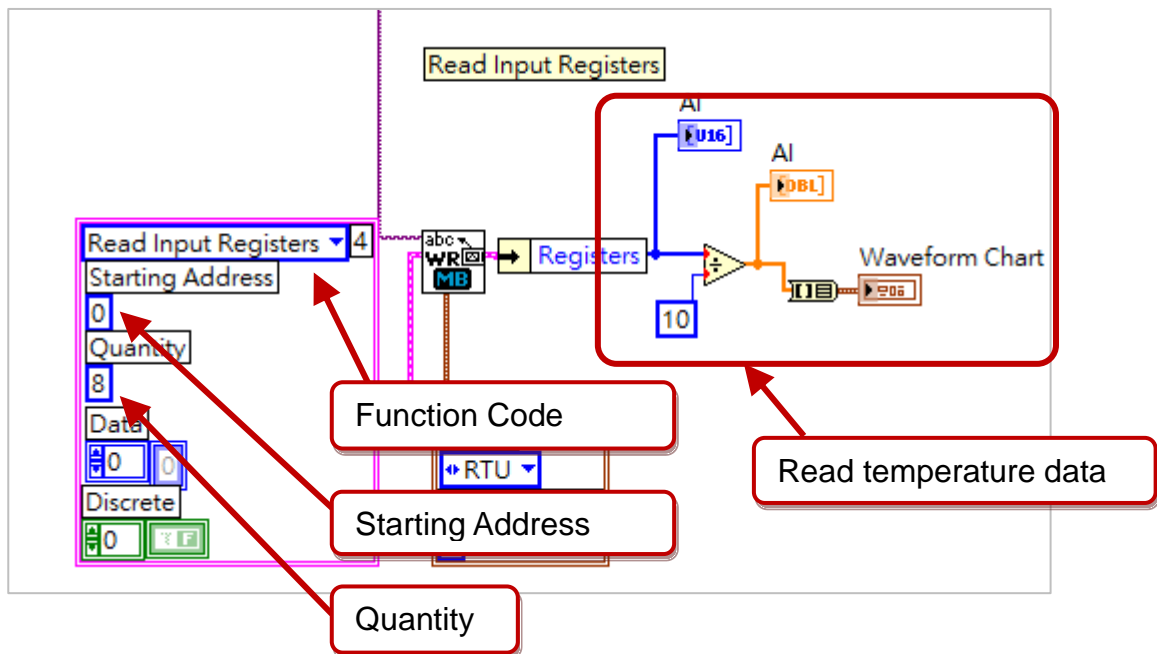 Read Input Registers
AI
[U16]
AI
[DBL]
Read Input Registers 4
abc
WR
MB
Registers
Waveform Chart
Starting Address
0
10
Quantity
8
Function Code
Data
0 0
RTU
Read temperature data
Discrete
0 F
Starting Address
Quantity